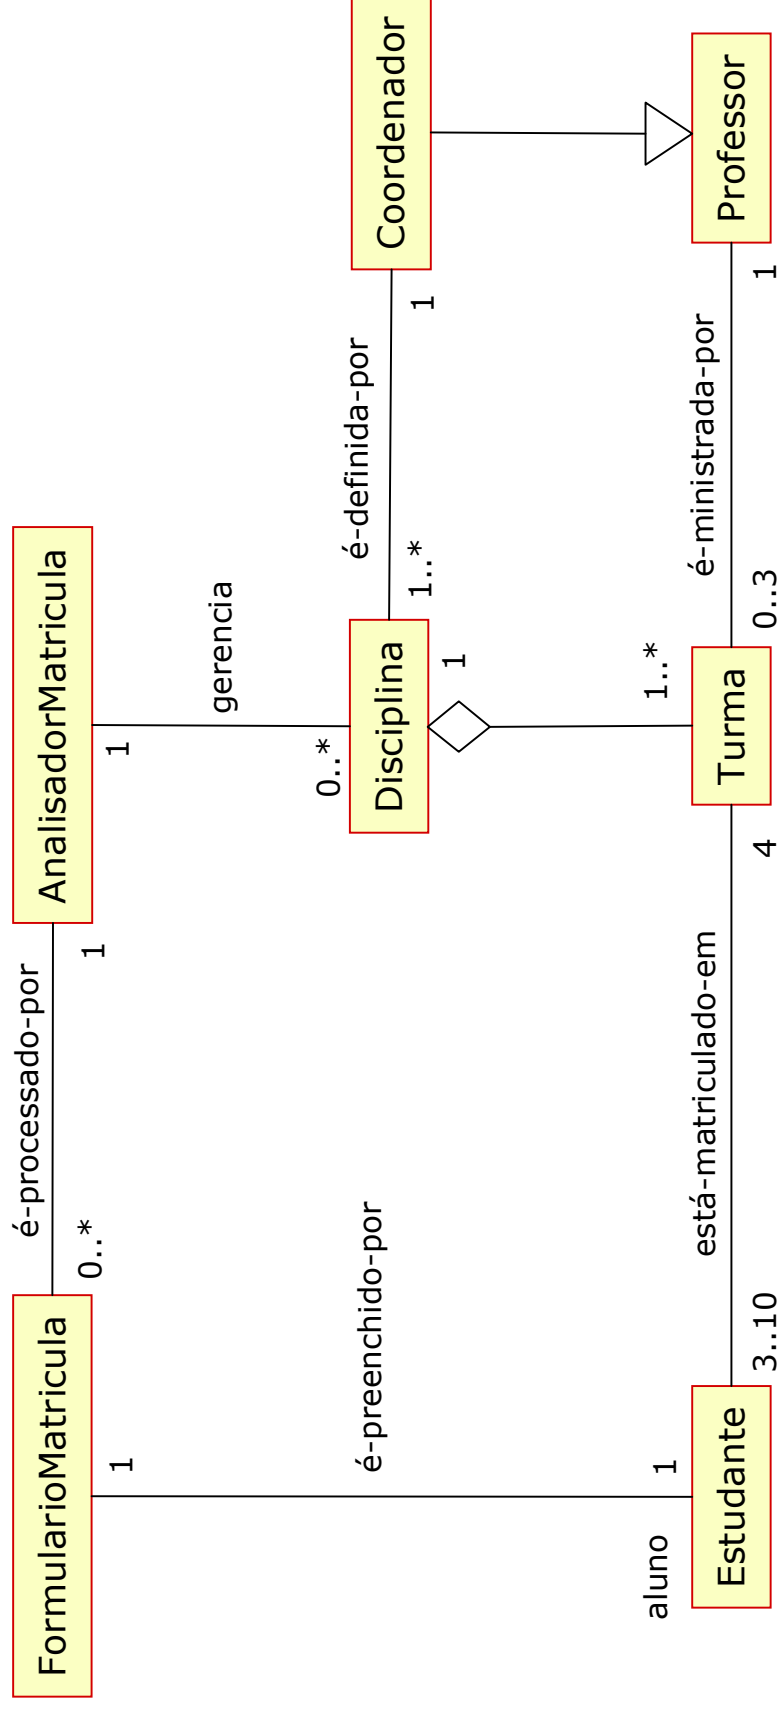 FormularioMatricula
é-processado-por
0..*
1
AnalisadorMatricula
1
1
gerencia
é-preenchido-por
0..*
Disciplina
1..*
é-definida-por
1
Coordenador
1
aluno
1
1..*
Estudante
3..10
está-matriculado-em
4
Turma
0..3
é-ministrada-por
1
Professor